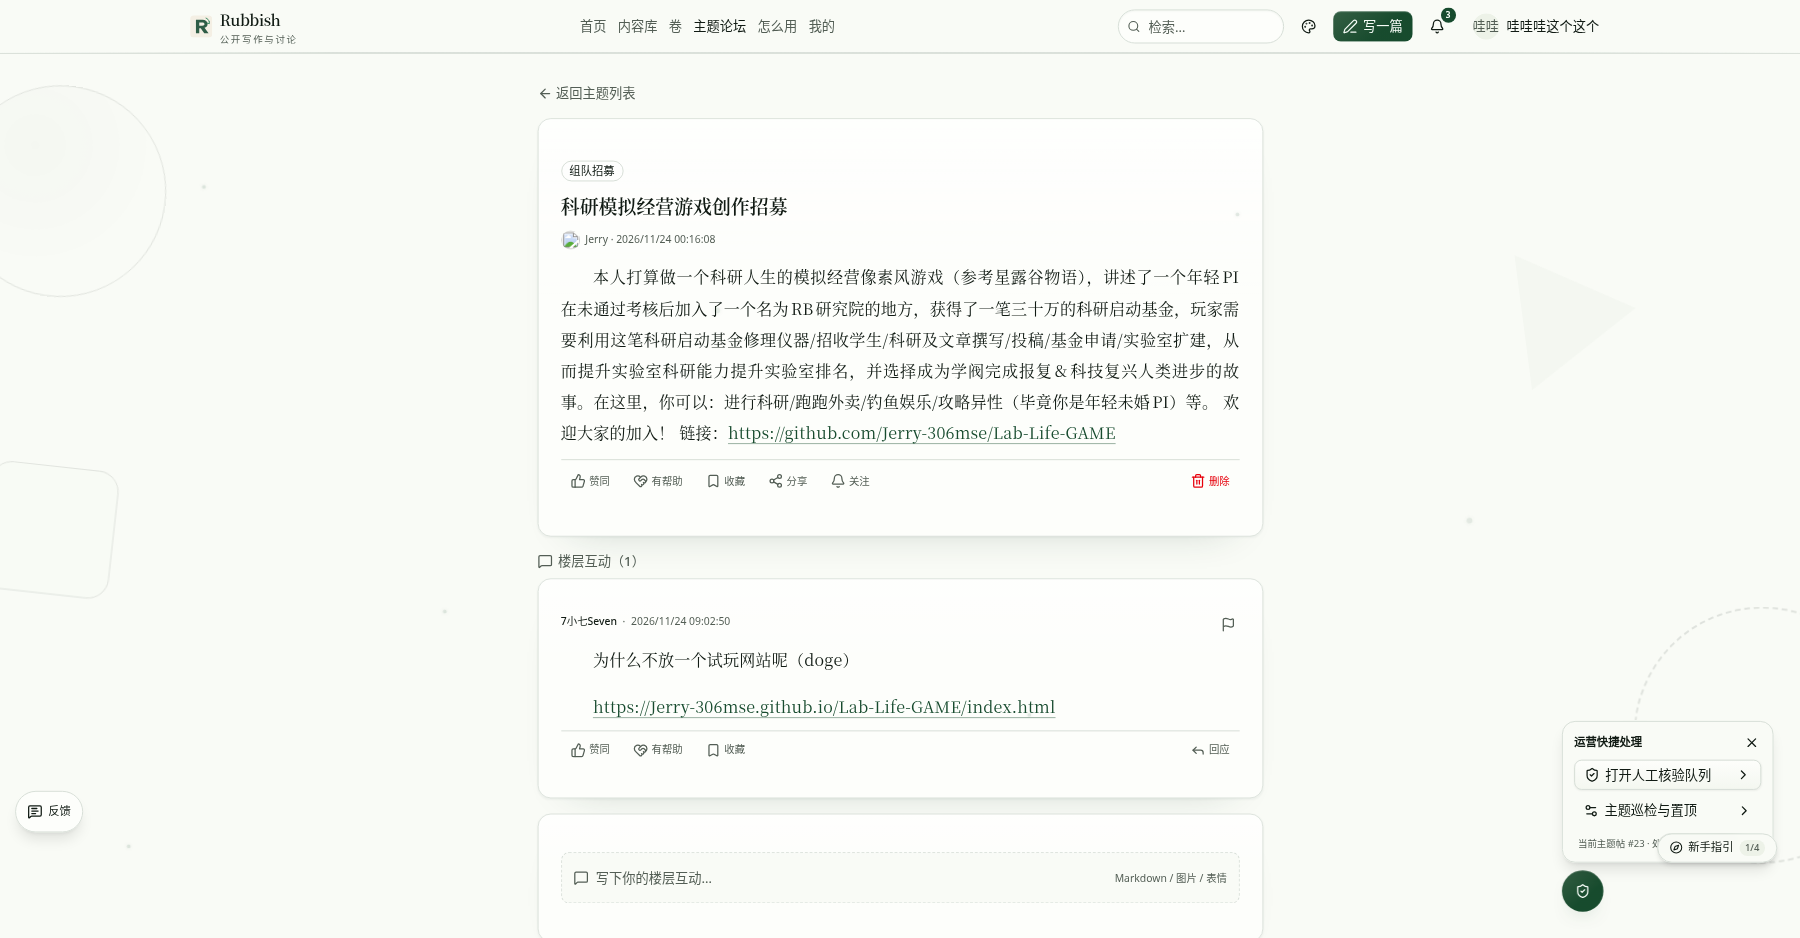 Rubbish
公开写作与讨论
首页 内容库 卷 主题论坛 怎么用 我的
检索...
写一篇
3
哇哇 哇哇哇这个这个
返回主题列表
组队招募
科研模拟经营游戏创作招募
Jerry · 2026/11/24 00:16:08
本人打算做一个科研人生的模拟经营像素风游戏（参考星露谷物语），讲述了一个年轻 PI
在未通过考核后加入了一个名为 RB 研究院的地方，获得了一笔三十万的科研启动基金，玩家需
要利用这笔科研启动基金修理仪器/招收学生/科研及文章撰写/投稿/基金申请/实验室扩建，从
而提升实验室科研能力提升实验室排名，并选择成为学阀完成报复 & 科技复兴人类进步的故
事。在这里，你可以：进行科研/跑跑外卖/钓鱼娱乐/攻略异性（毕竟你是年轻未婚 PI）等。 欢
迎大家的加入！ 链接：https://github.com/Jerry-306mse/Lab-Life-GAME
赞同 有帮助 收藏 分享 关注 删除
楼层互动（1）
7小七Seven · 2026/11/24 09:02:50
为什么不放一个试玩网站呢（doge）
https://Jerry-306mse.github.io/Lab-Life-GAME/index.html
赞同 有帮助 收藏 回应
写下你的楼层互动... Markdown / 图片 / 表情
反馈
运营快捷处理
打开人工核验队列
主题巡检与置顶
当前主题帖 #23 ·
新手指引 1/4